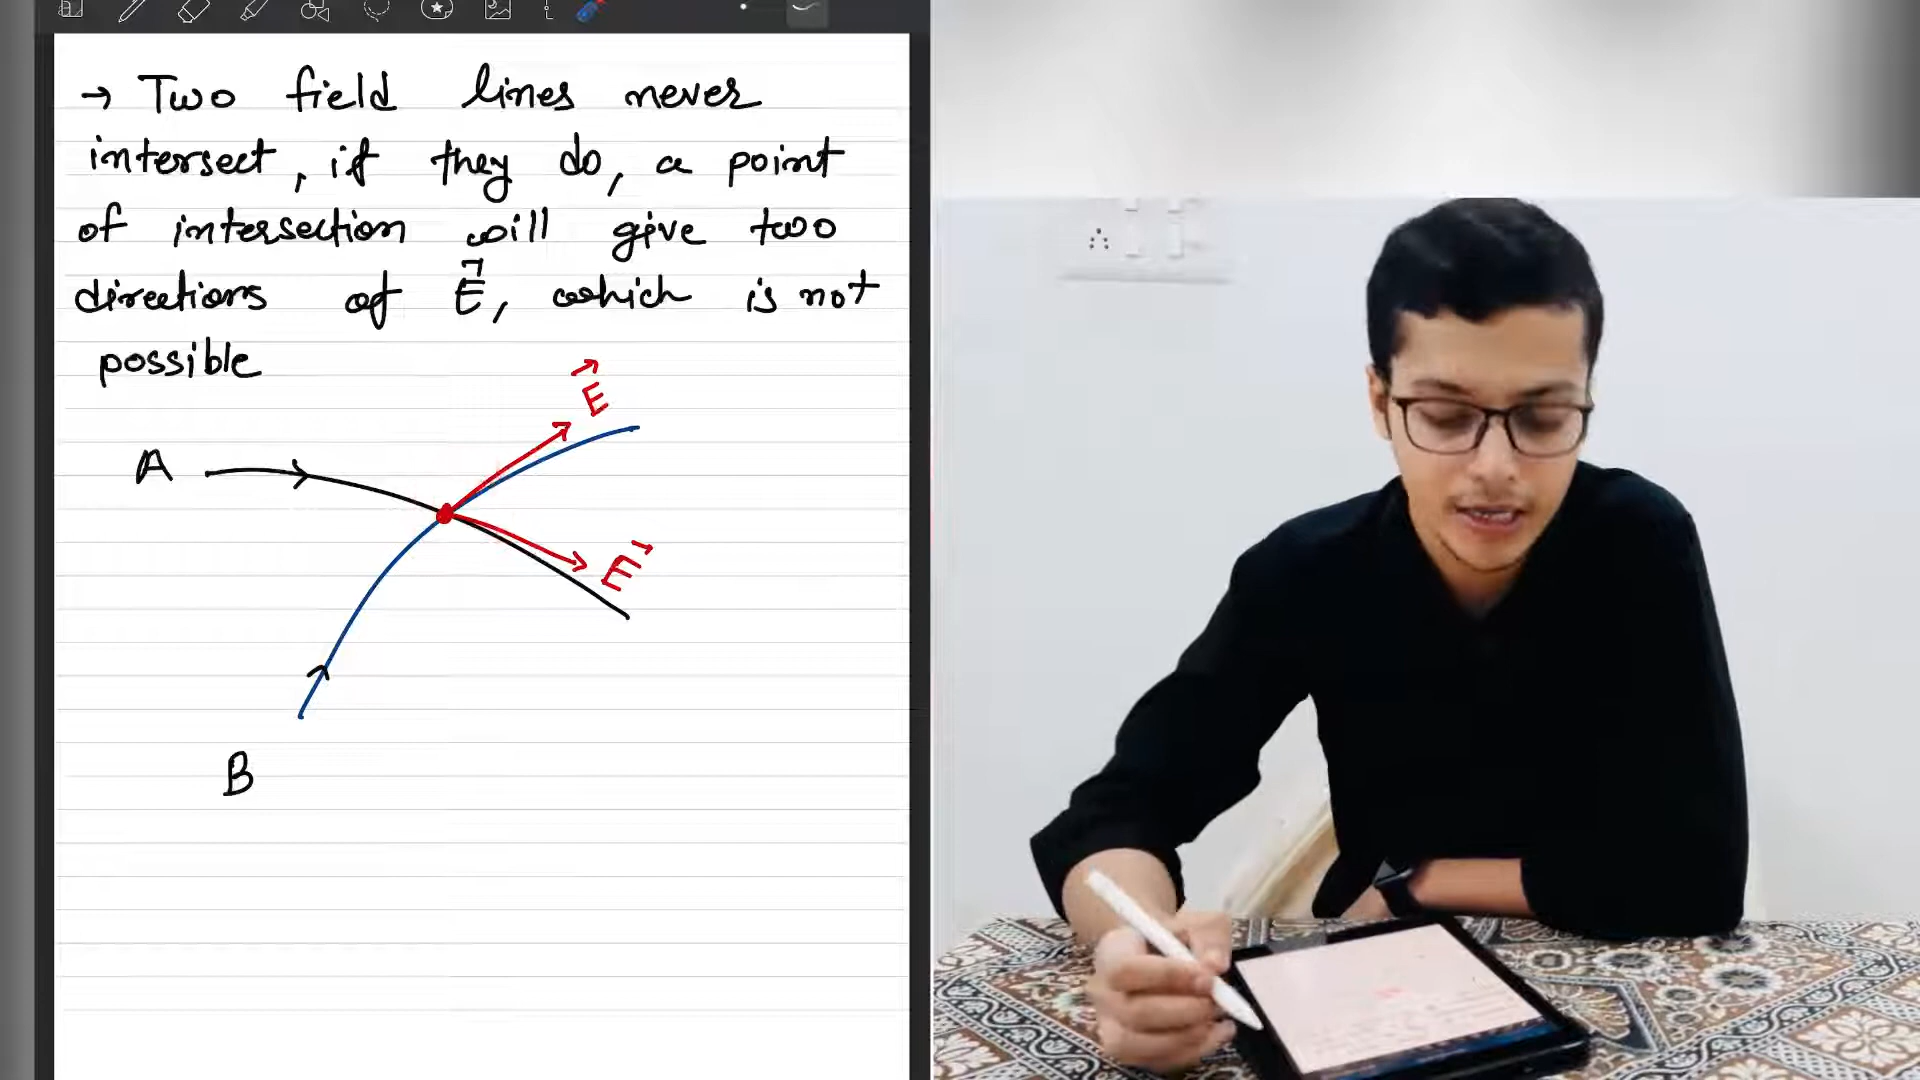 → Two field lines never
intersect, if they do, a point
of intersection will give two
directions of E⃗, which is not
possible
E⃗
A
E⃗
B